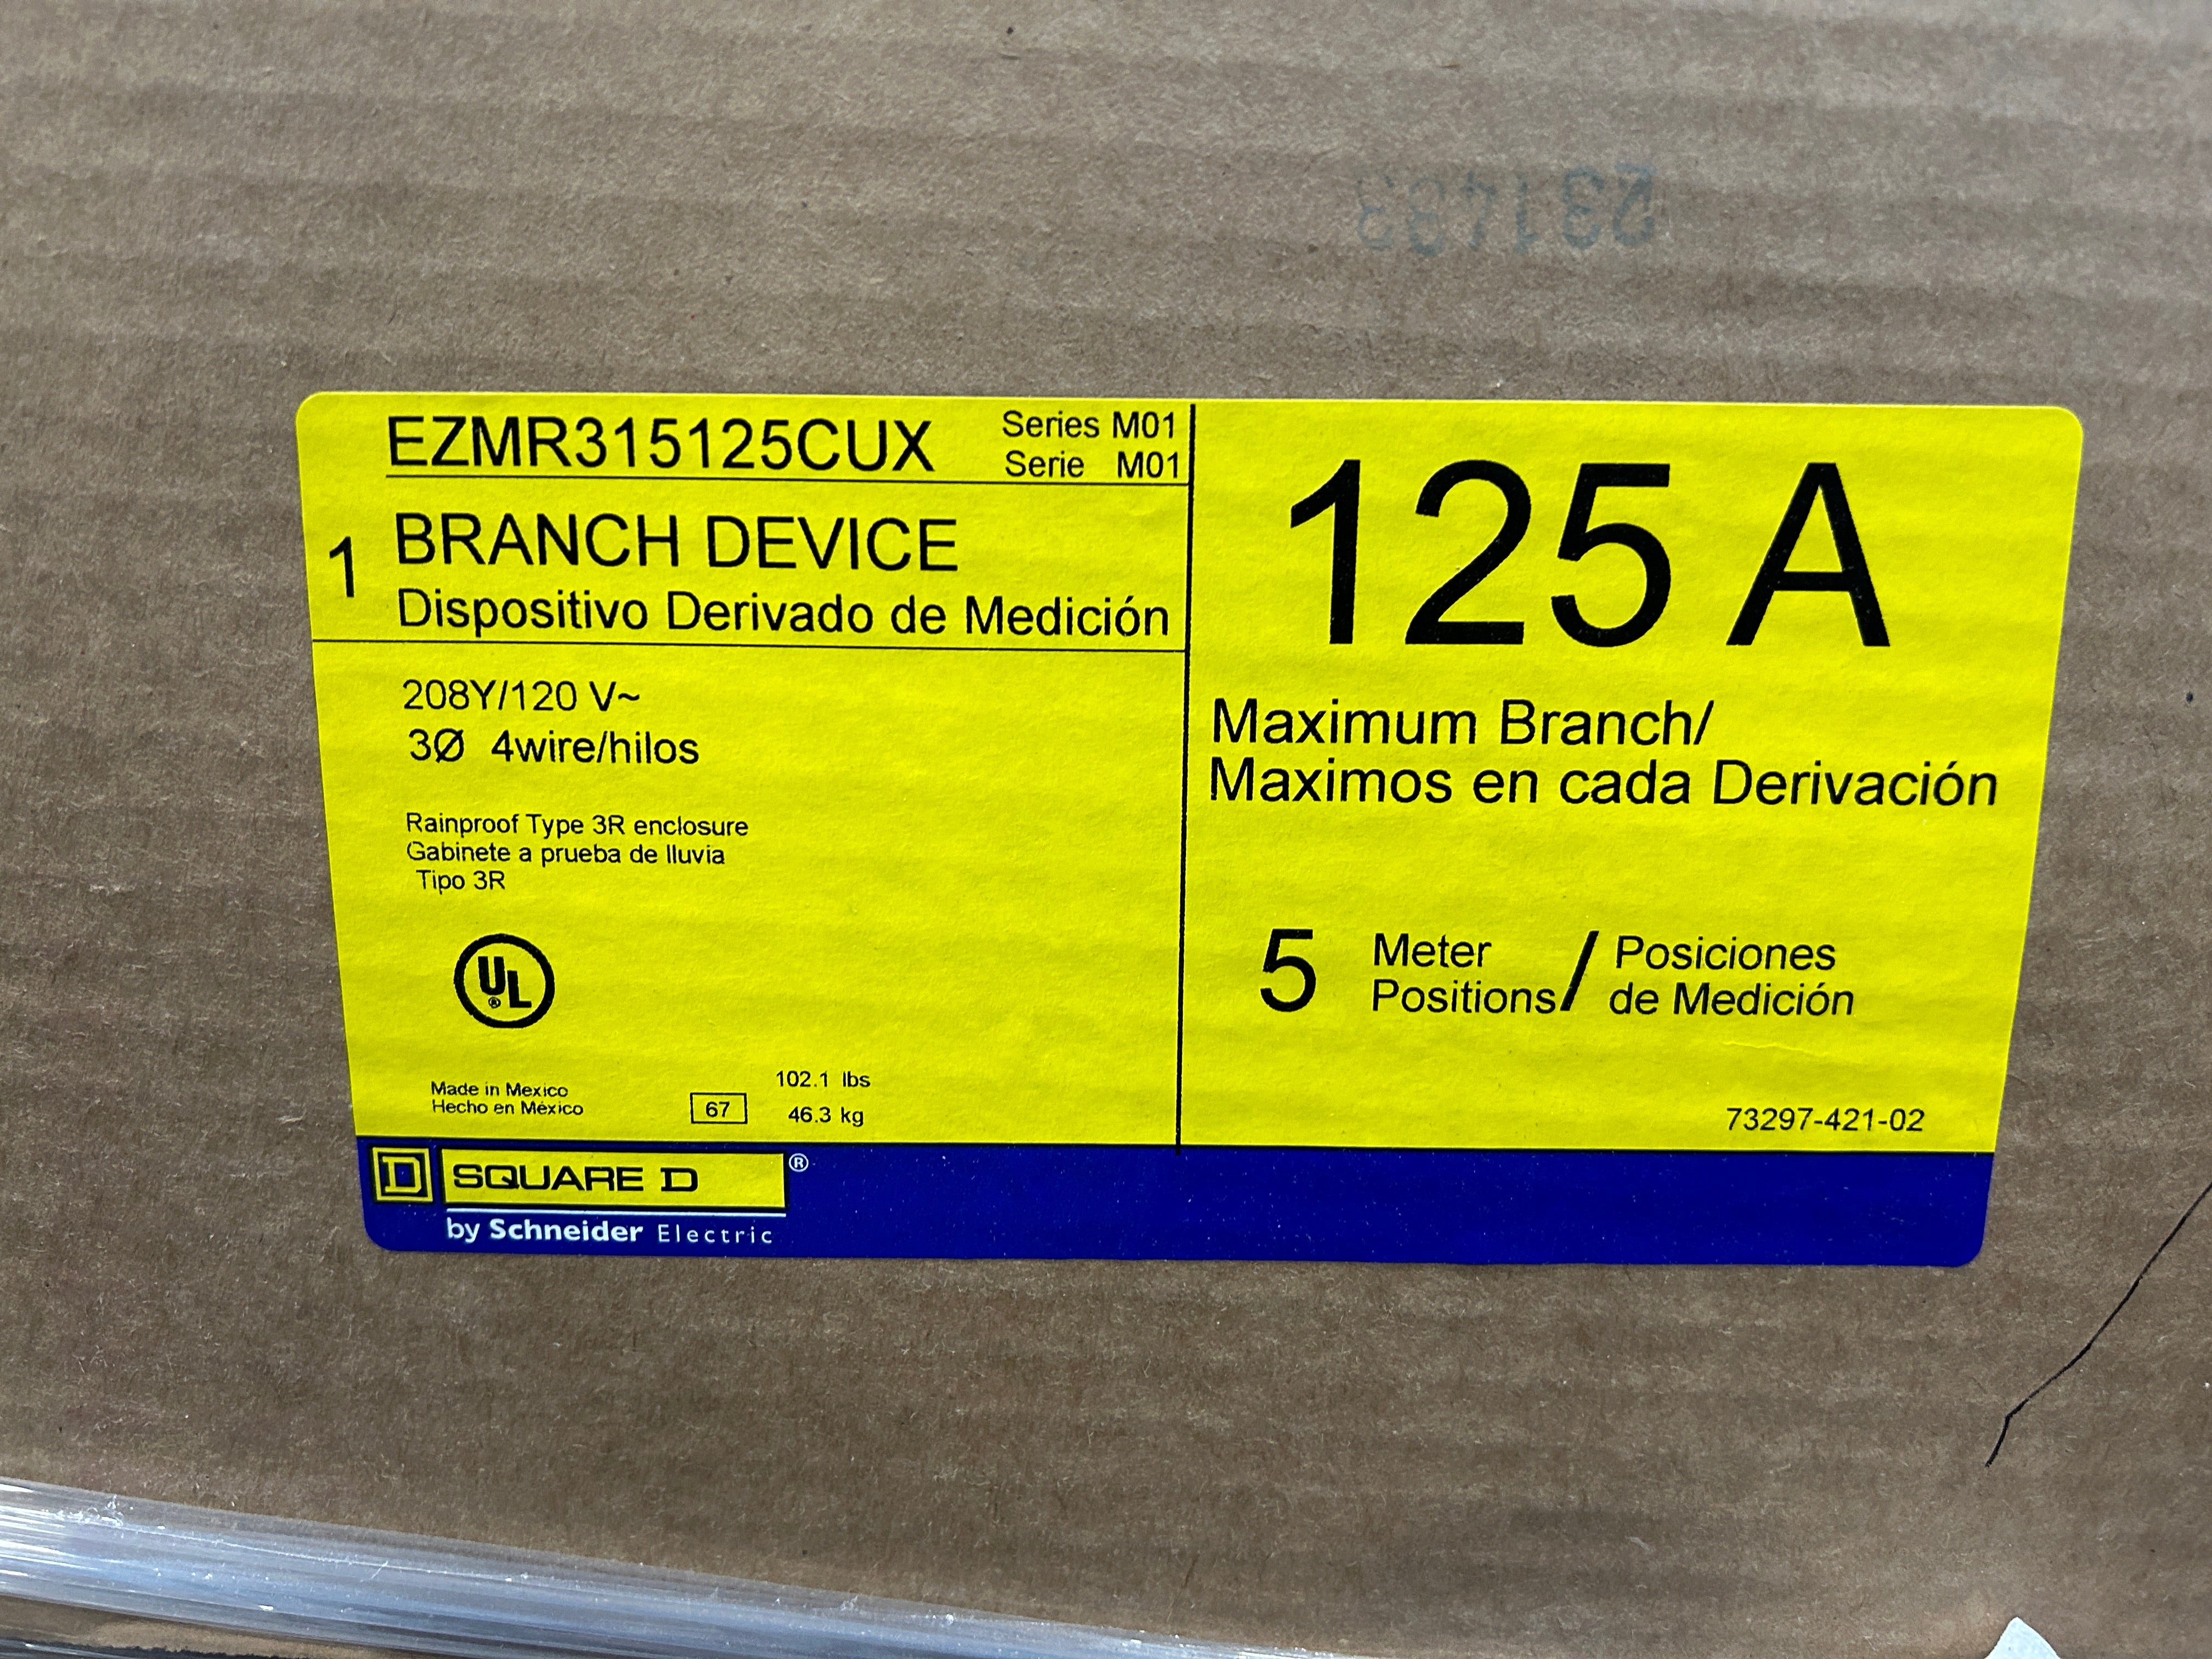 231433
EZMR315125CUX
Series M01
Serie M01
1
BRANCH DEVICE
Dispositivo Derivado de Medición
208Y/120 V~
3Ø 4wire/hilos
Rainproof Type 3R enclosure
Gabinete a prueba de lluvia
Tipo 3R
UL
®
Made in Mexico
Hecho en México
67
102.1 lbs
46.3 kg
125 A
Maximum Branch/
Maximos en cada Derivación
5 Meter Positions / Posiciones de Medición
73297-421-02
D SQUARE D ®
by Schneider Electric